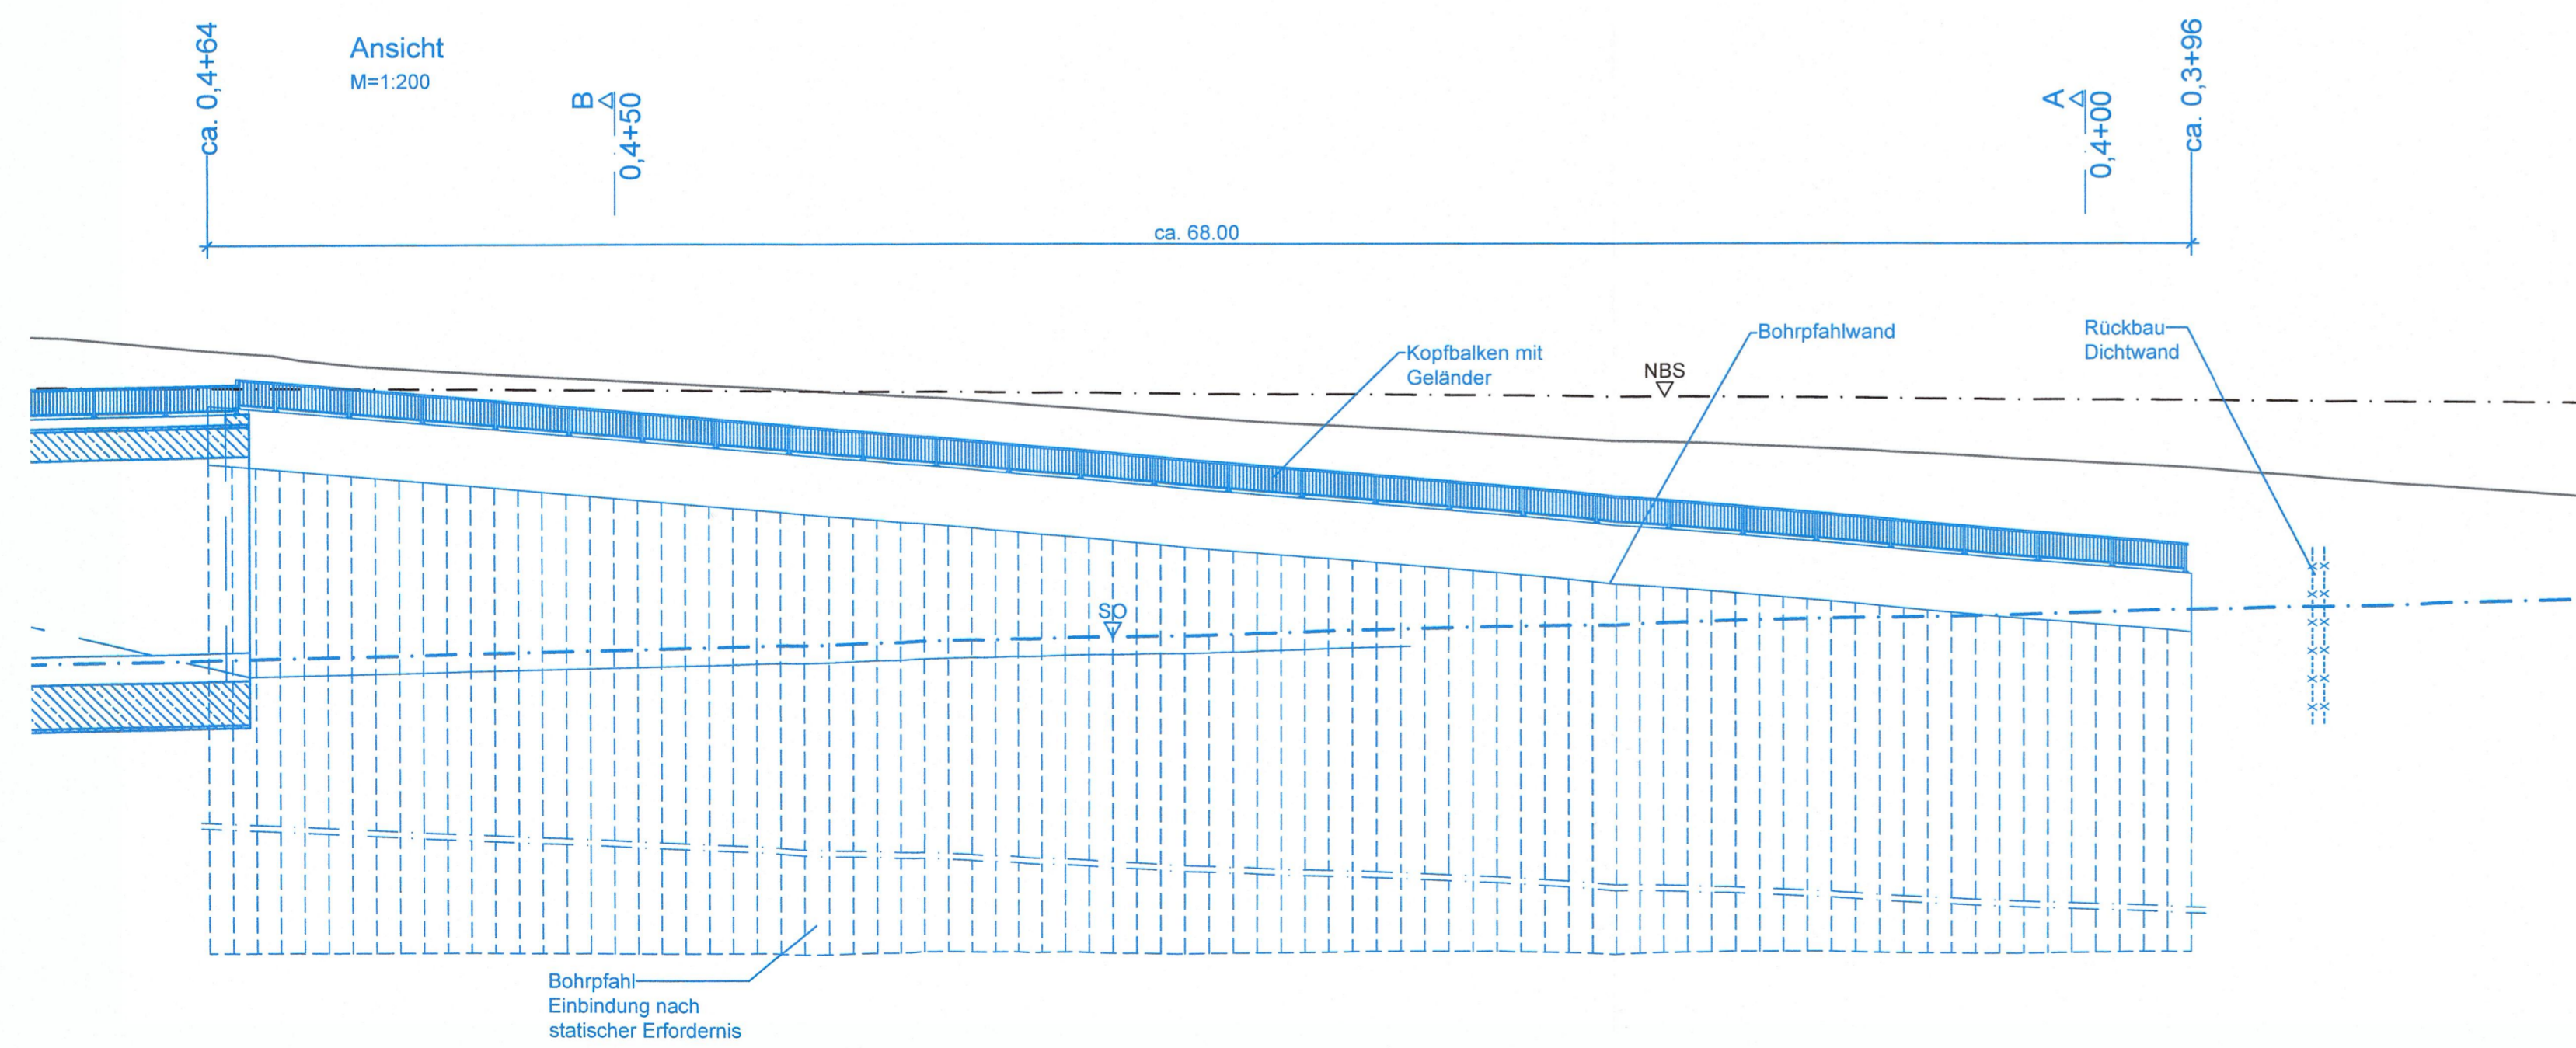 ca. 0,4+64
Ansicht
M=1:200
B
0,4+50
A
0,4+00
ca. 0,3+96
ca. 68.00
Kopfbalken mit
Geländer
NBS
Bohrpfahlwand
Rückbau
Dichtwand
SO
Bohrpfahl
Einbindung nach
statischer Erfordernis